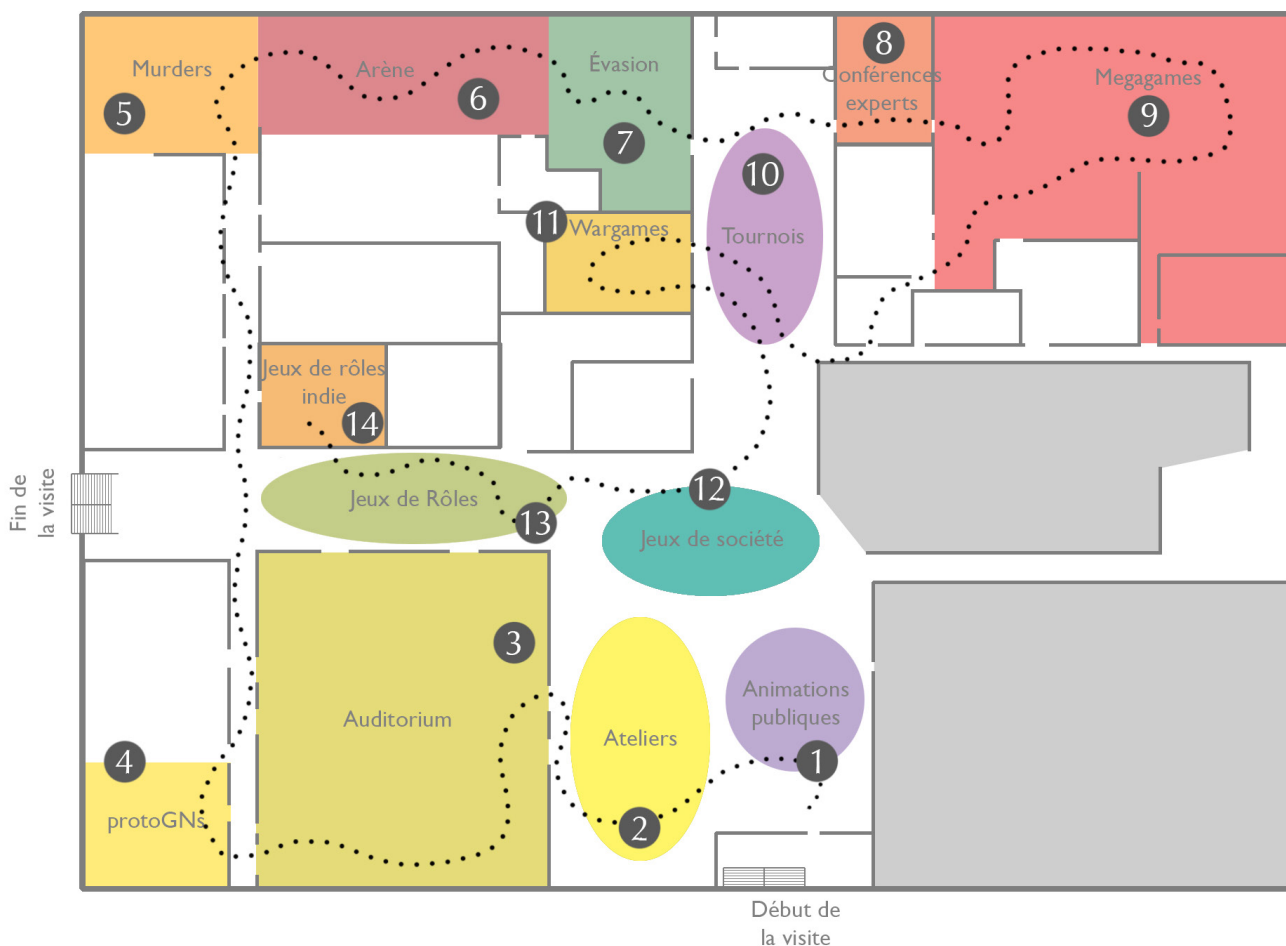 Murders
5
Arène
6
Évasion
7
8
Conférences
experts
Megagames
9
10
Tournois
11
Wargames
Jeux de rôles
indie
14
Fin de
la visite
Jeux de Rôles
13
12
Jeux de société
3
Auditorium
Ateliers
2
Animations
publiques
1
4
protoGNs
Début de
la visite